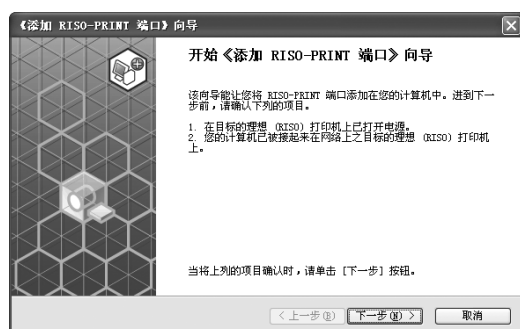 《添加 RISO-PRINT 端口》向导
开始《添加 RISO-PRINT 端口》向导
该向导能让您将 RISO-PRINT 端口添加在您的计算机中。进到下一
步前，请确认下列的项目。
1. 在目标的理想 (RISO) 打印机上已打开电源。
2. 您的计算机已被接起来在网络上之目标的理想 (RISO) 打印机
上。
当将上列的项目确认时，请单击 [下一步] 按钮。
< 上一步(B) 下一步(N) > 取消